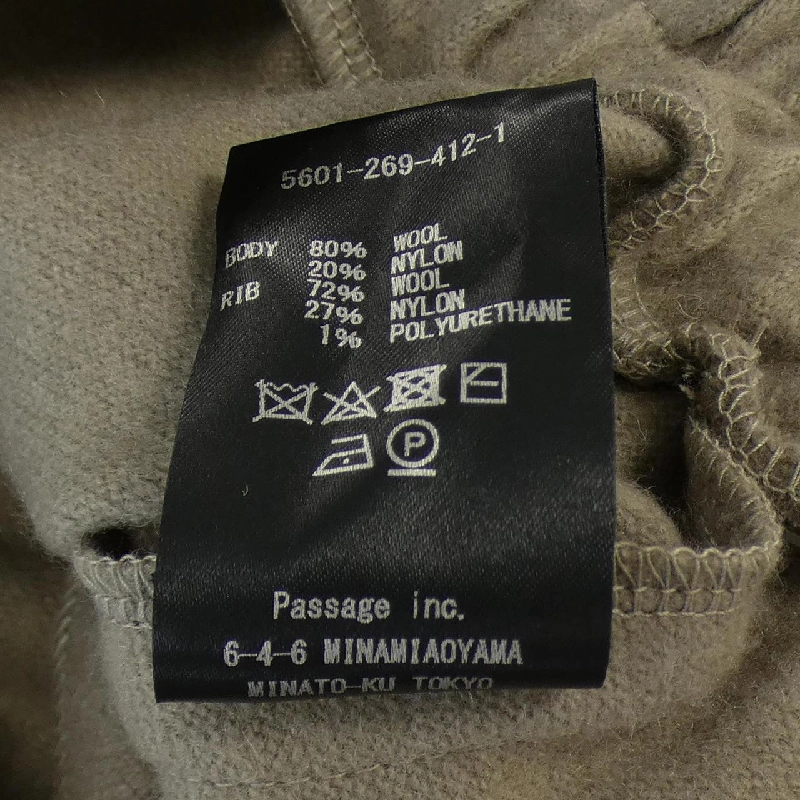 5601-269-412-1
BODY 80% WOOL
20% NYLON
RIB 72% WOOL
27% NYLON
1% POLYURETHANE
P
Passage inc.
6-4-6 MINAMIAOYAMA
MINATO-KU TOKYO